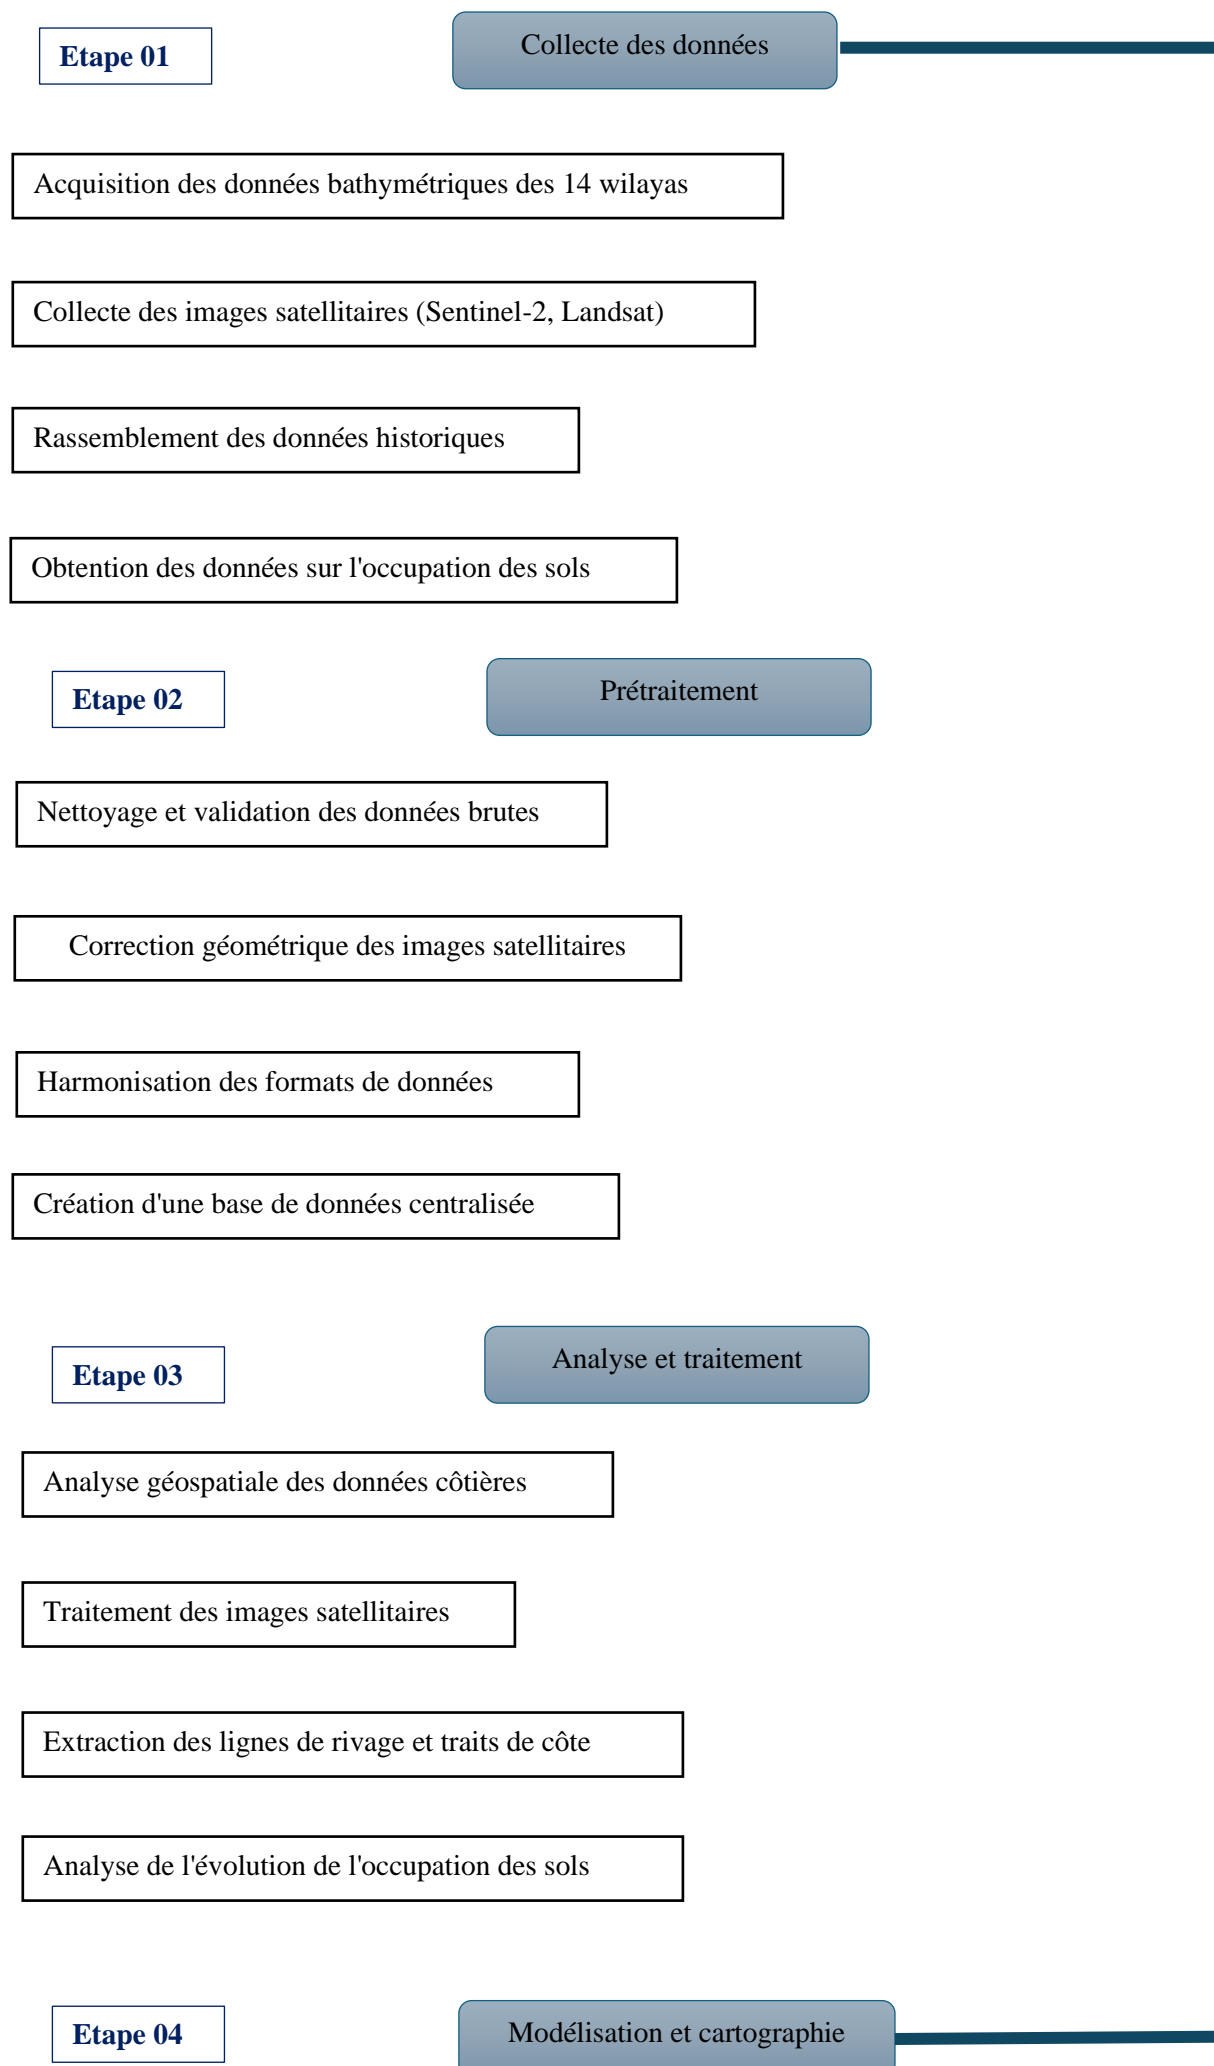 Etape 01
Collecte des données
Acquisition des données bathymétriques des 14 wilayas
Collecte des images satellitaires (Sentinel-2, Landsat)
Rassemblement des données historiques
Obtention des données sur l'occupation des sols
Etape 02
Prétraitement
Nettoyage et validation des données brutes
Correction géométrique des images satellitaires
Harmonisation des formats de données
Création d'une base de données centralisée
Etape 03
Analyse et traitement
Analyse géospatiale des données côtières
Traitement des images satellitaires
Extraction des lignes de rivage et traits de côte
Analyse de l'évolution de l'occupation des sols
Etape 04
Modélisation et cartographie